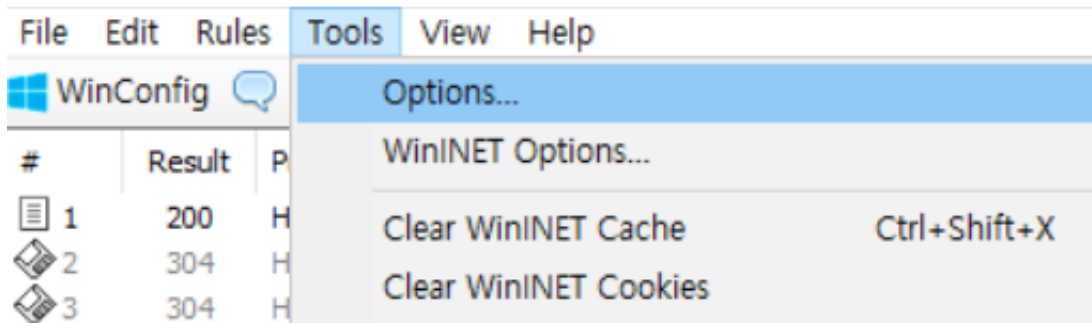 File Edit Rules Tools View Help
WinConfig Options...
# Result P WinINET Options...
1 200 H Clear WinINET Cache Ctrl+Shift+X
2 304 H
3 304 H Clear WinINET Cookies